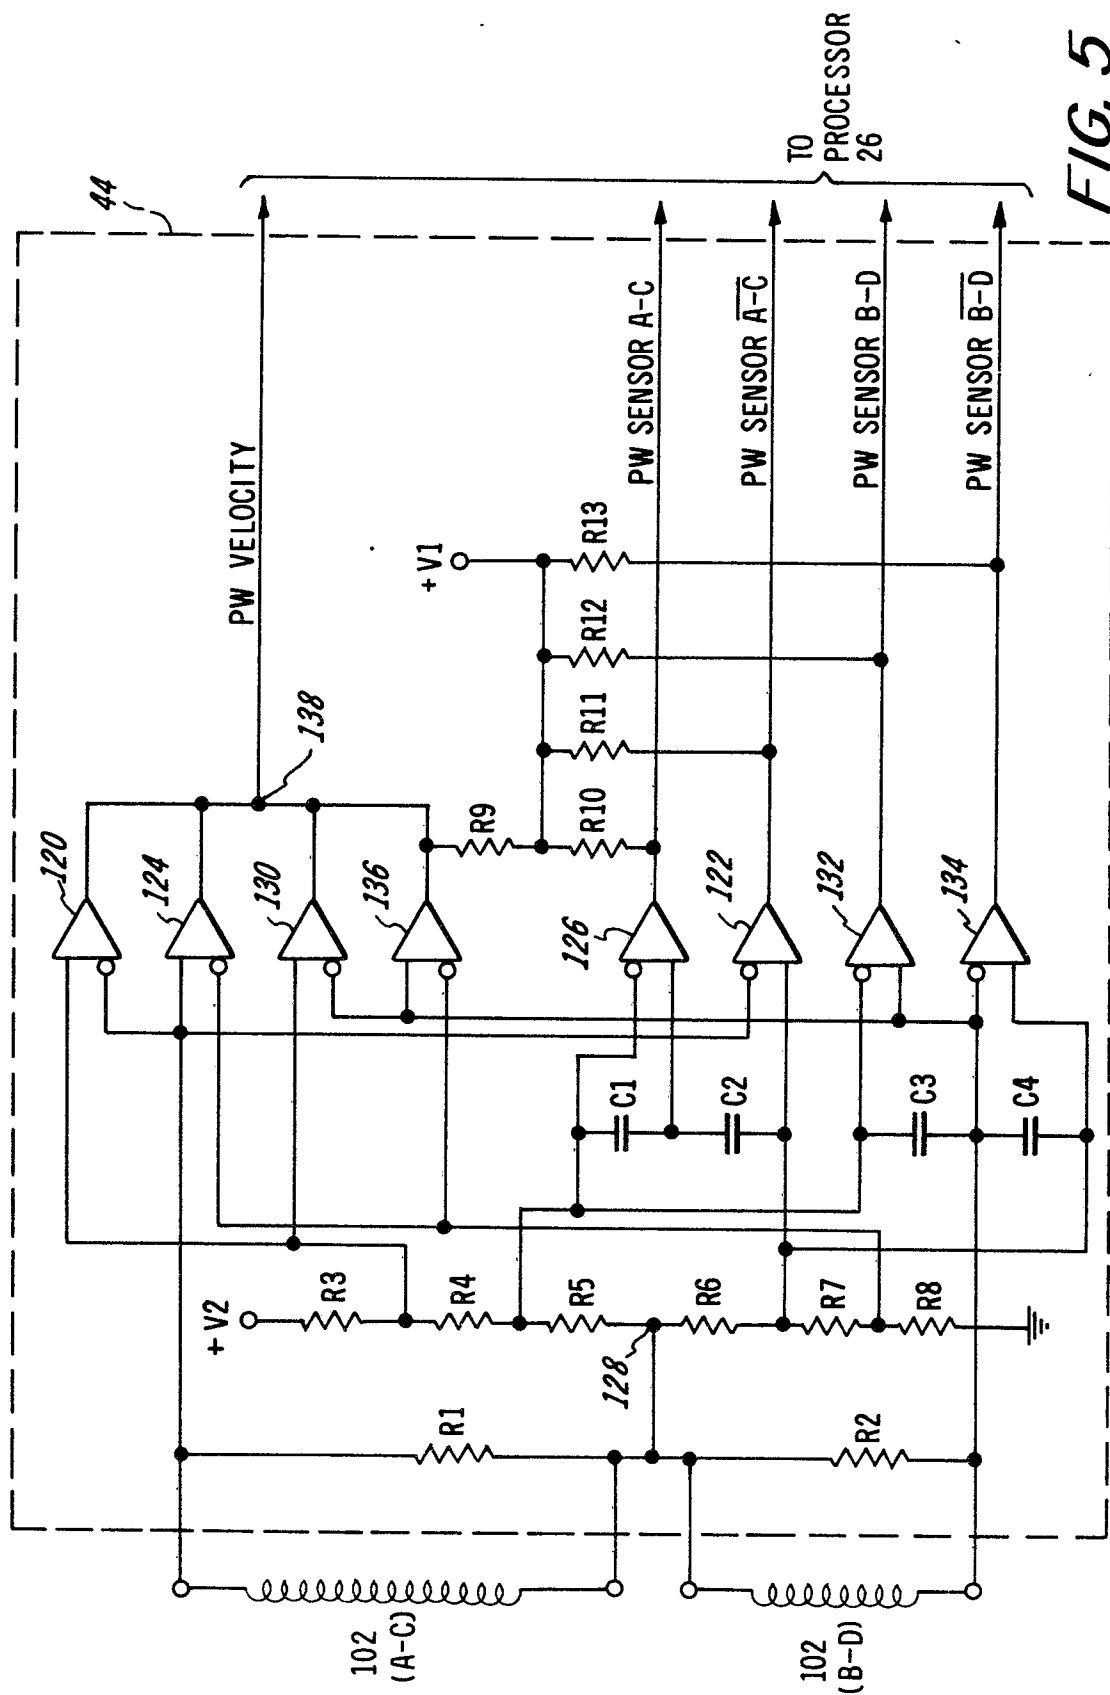 44
PW VELOCITY
138
120
124
130
136
+V1
R9
R10
R11
R12
R13
126
122
132
134
PW SENSOR A-C
PW SENSOR A̅-̅C̅
PW SENSOR B-D
PW SENSOR B̅-̅D̅
TO
PROCESSOR
26
+V2
R3
R4
R5
R6
R7
R8
128
C1
C2
C3
C4
R1
R2
102
(A-C)
102
(B-D)
FIG. 5